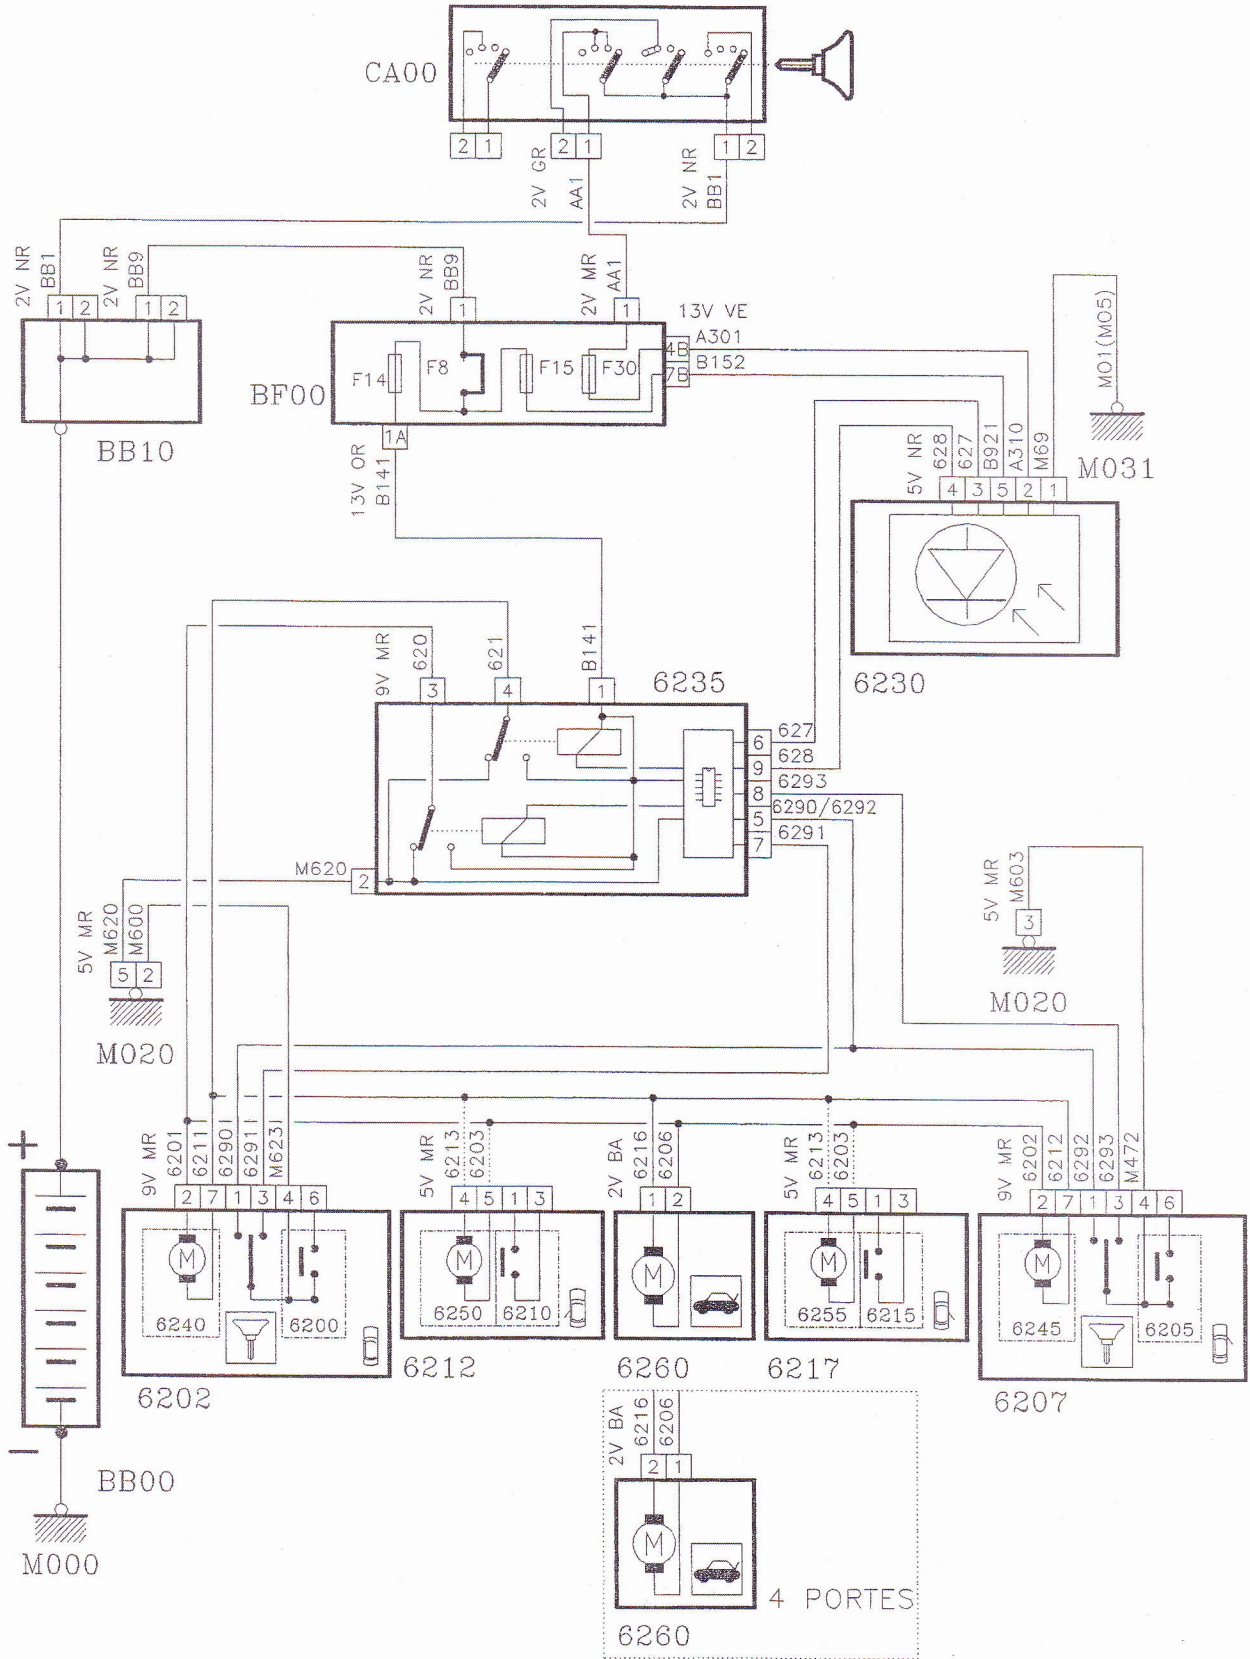 CA00
2 1
2 1
1 2
2V GR
AA1
2V NR
BB1
2V NR
BB1
2V NR
BB9
2V NR
BB9
2V MR
AA1
1 2
1 2
1
1
13V VE
4B
A301
7B
B152
F14
F8
F15
F30
BF00
BB10
1A
13V OR
B141
M01(M05)
M031
5V NR
628
627
B921
A310
M69
4 3 5 2 1
6230
9V MR
620
621
B141
3
4
1
6235
6
627
9
628
8
6293
5
6290/6292
7
6291
M620
2
5V MR
M620
M600
5 2
M020
5V MR
M603
3
M020
+
9V MR
6201
6211
6290
6291
M623
2 7 1 3 4 6
5V MR
6213
6203
4 5 1 3
2V BA
6216
6206
1 2
5V MR
6213
6203
4 5 1 3
9V MR
6202
6212
6292
6293
M472
2 7 1 3 4 6
M
6240
6200
6202
M
6250
6210
6212
M
6260
M
6255
6215
6217
M
6245
6205
6207
−
BB00
M000
2V BA
6216
6206
2 1
M
4 PORTES
6260